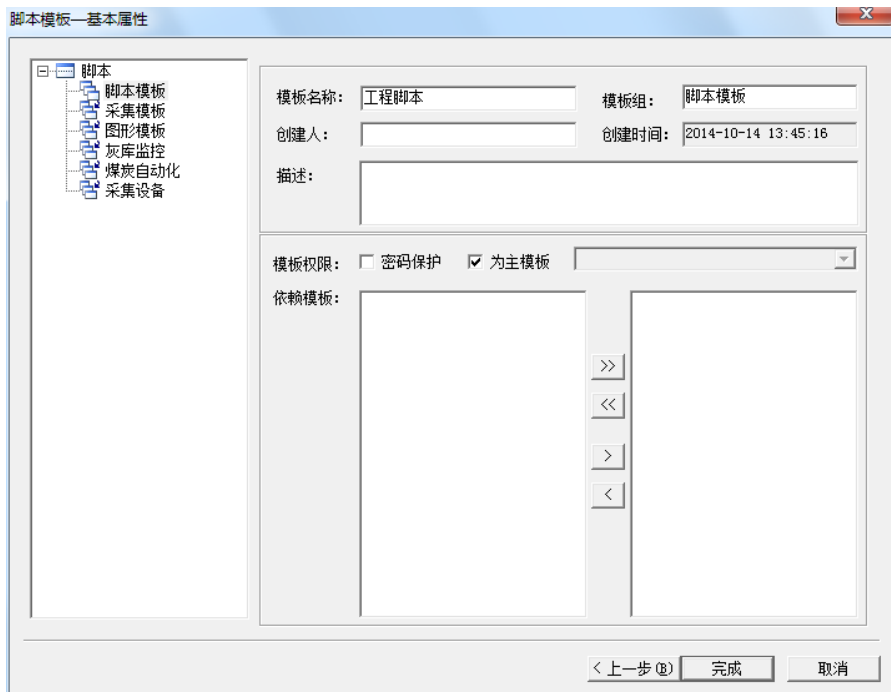 脚本模板—基本属性
脚本
脚本模板
采集模板
图形模板
灰库监控
煤炭自动化
采集设备
模板名称： 工程脚本 模板组： 脚本模板
创建人： 创建时间： 2014-10-14 13:45:16
描述：
模板权限： 密码保护 为主模板
依赖模板：
>>
<<
>
<
< 上一步(B) 完成 取消